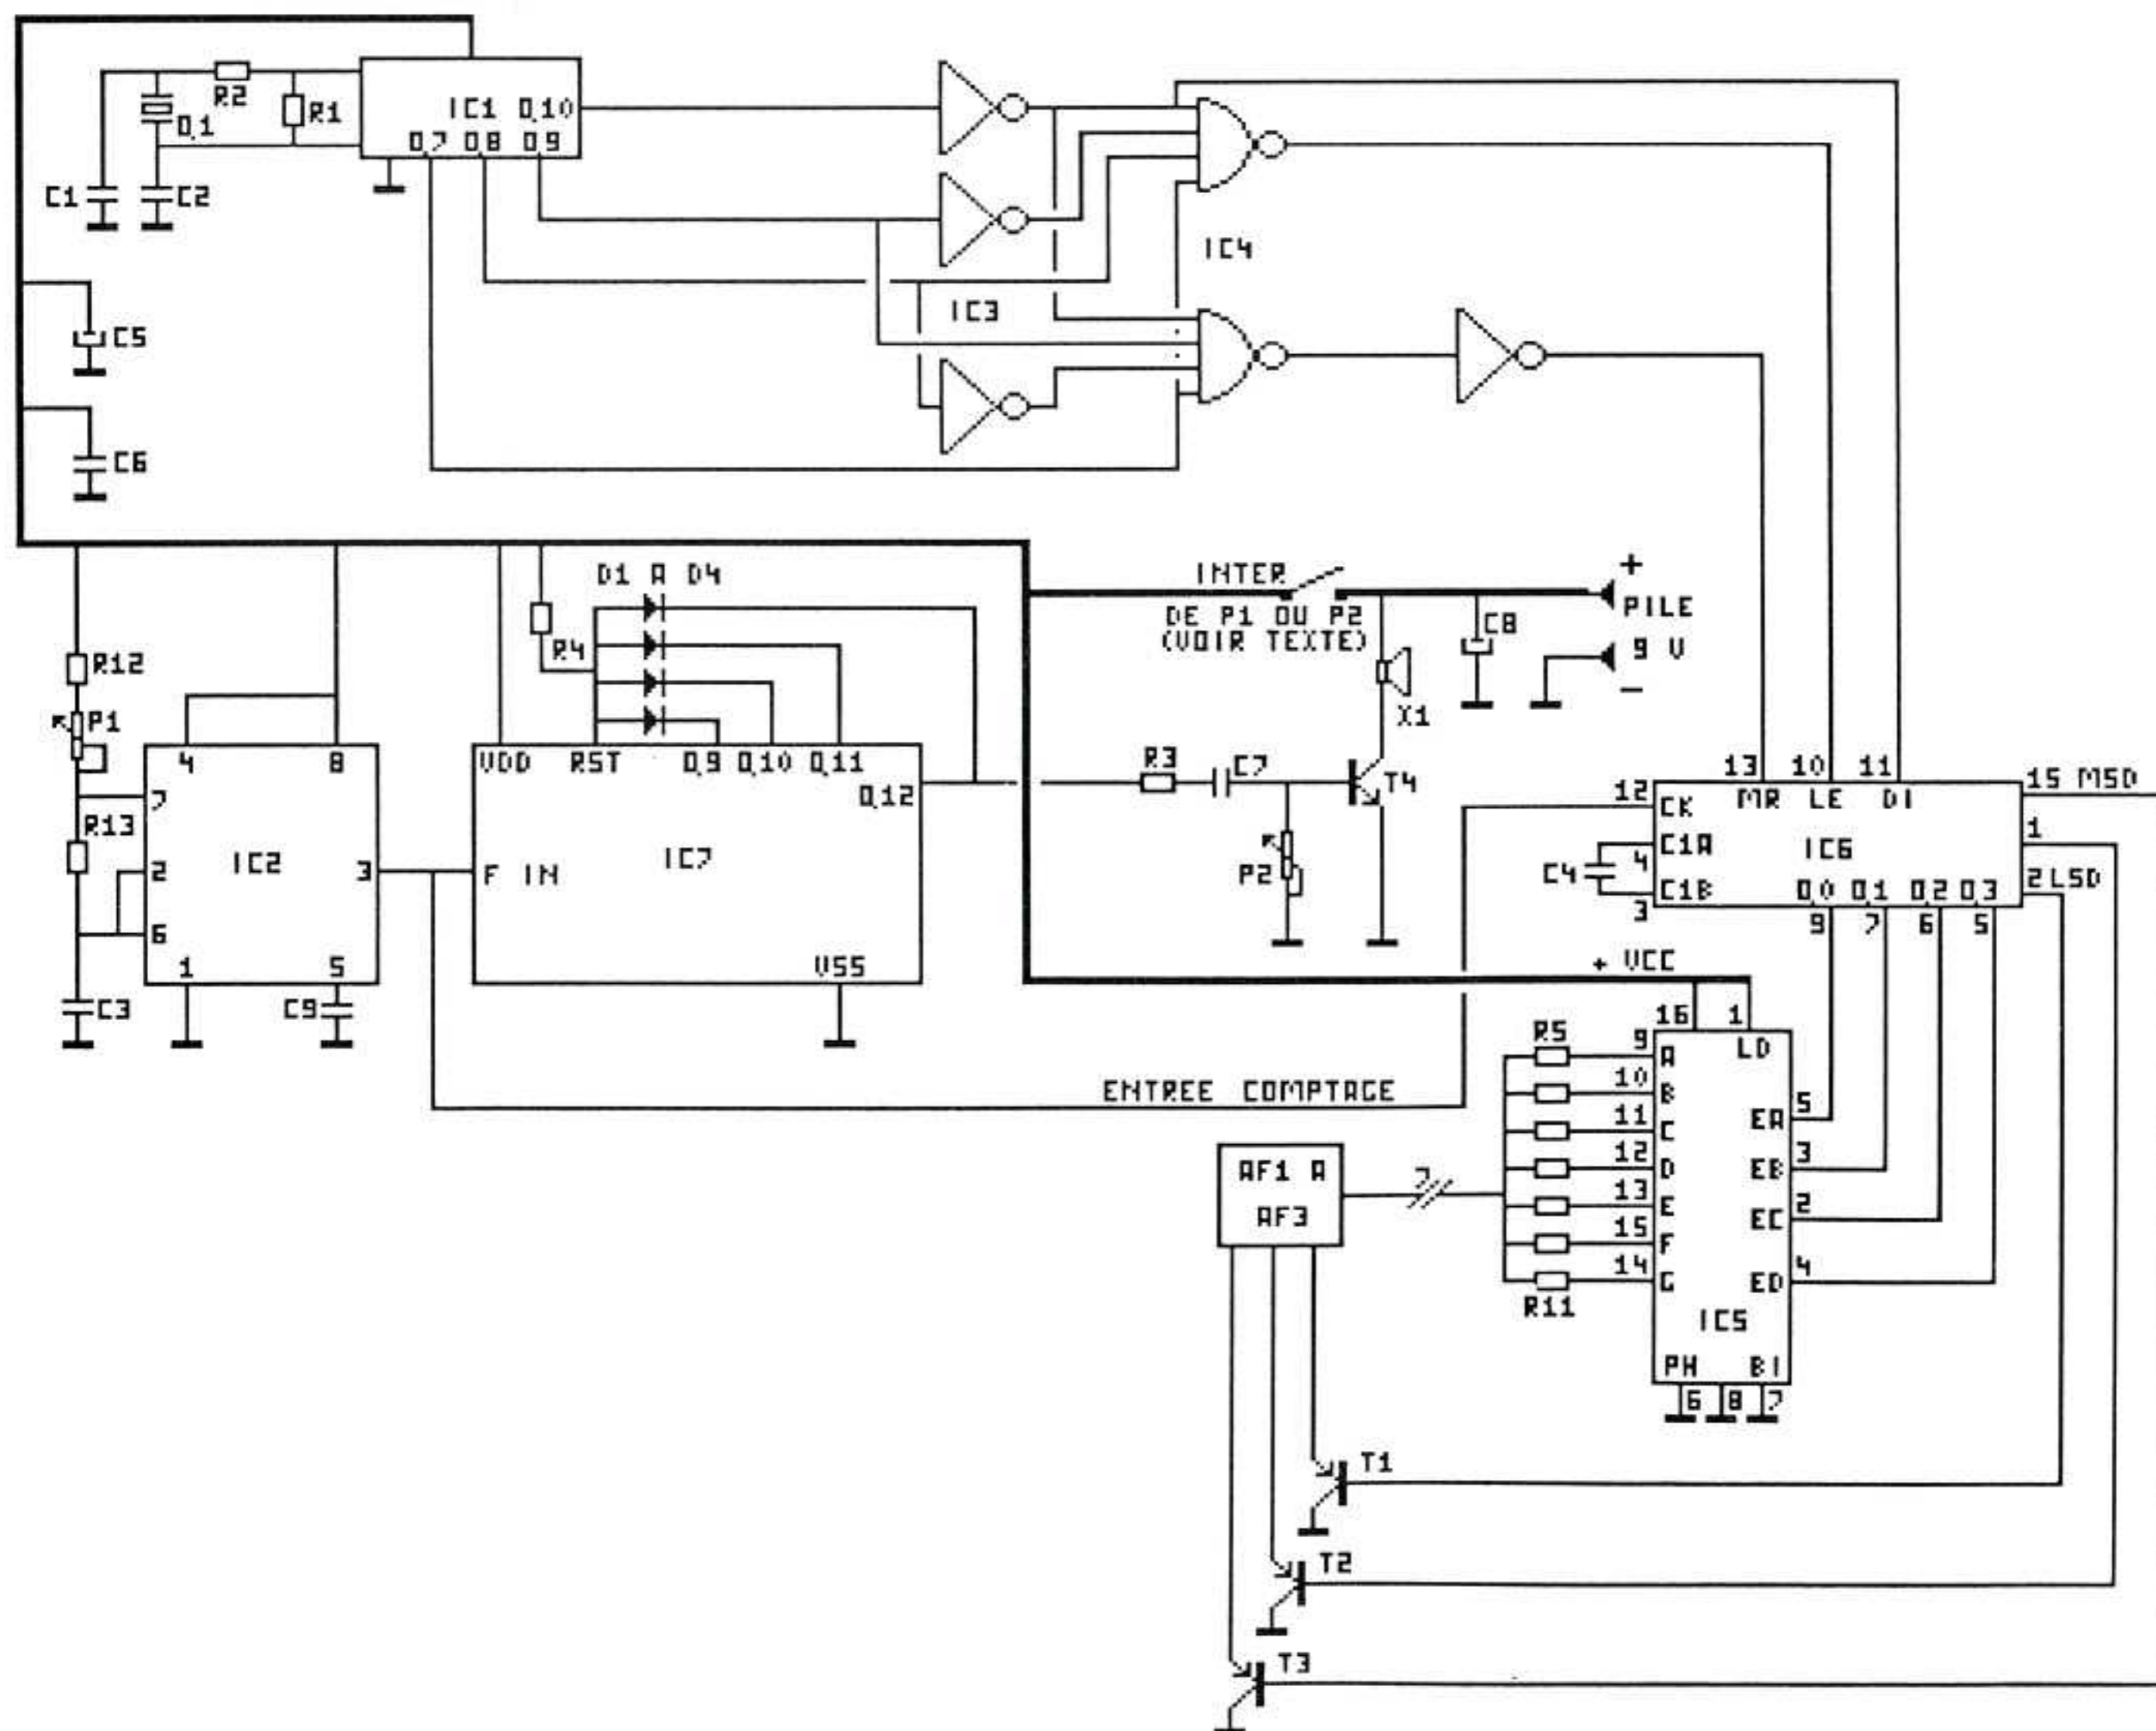 R2
R1
Q1
IC1 Q10
Q7 Q8 Q9
C1
C2
IC4
IC3
C5
C6
D1 A D4
INTER
DE P1 OU P2
(VOIR TEXTE)
+
PILE
9 V
-
C8
R4
R12
P1
X1
4 8
VDD RST Q9 Q10 Q11
Q12
R3
C7
T4
13 10 11
15 MSD
MR LE DI
12
CK
7
R13
2
IC2
3
F IN
IC7
P2
C4
C1A
4
IC6
1
C1B
3
Q0 Q1 Q2 Q3
2 LSD
9 7 6 5
6
1 5
VSS
+ VCC
C3
C9
16 1
R5
9
A
LD
10
B
ENTREE COMPTAGE
11
C
5
EA
12
D
3
EB
13
E
2
EC
15
F
14
G
4
ED
R11
IC5
AF1 A
AF3
7
PH BI
6 8 7
T1
T2
T3